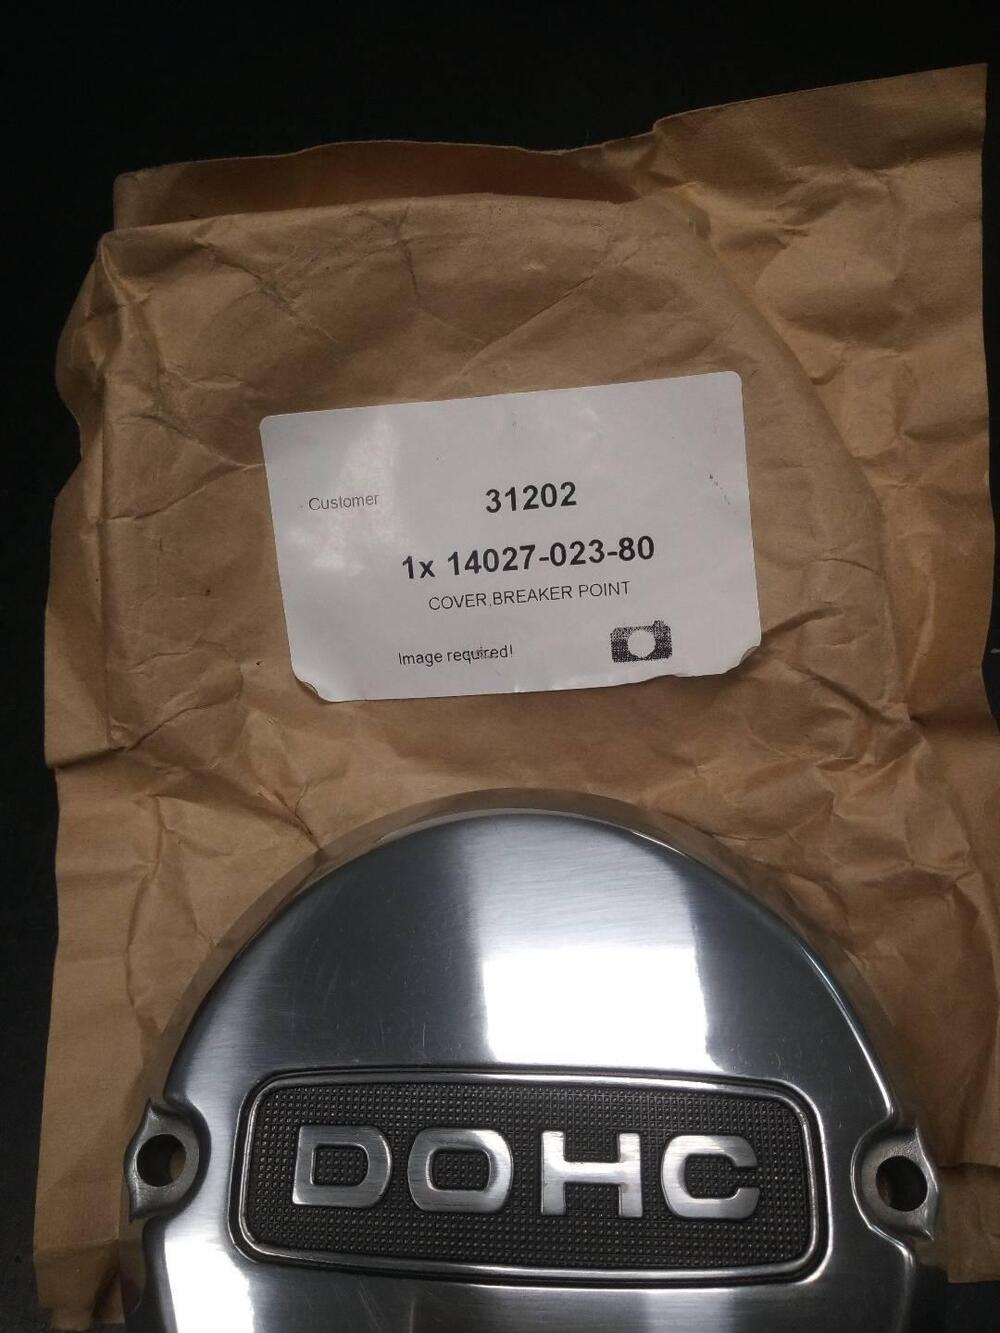 Customer 31202
1x 14027-023-80
COVER,BREAKER POINT
Image required!
DOHC